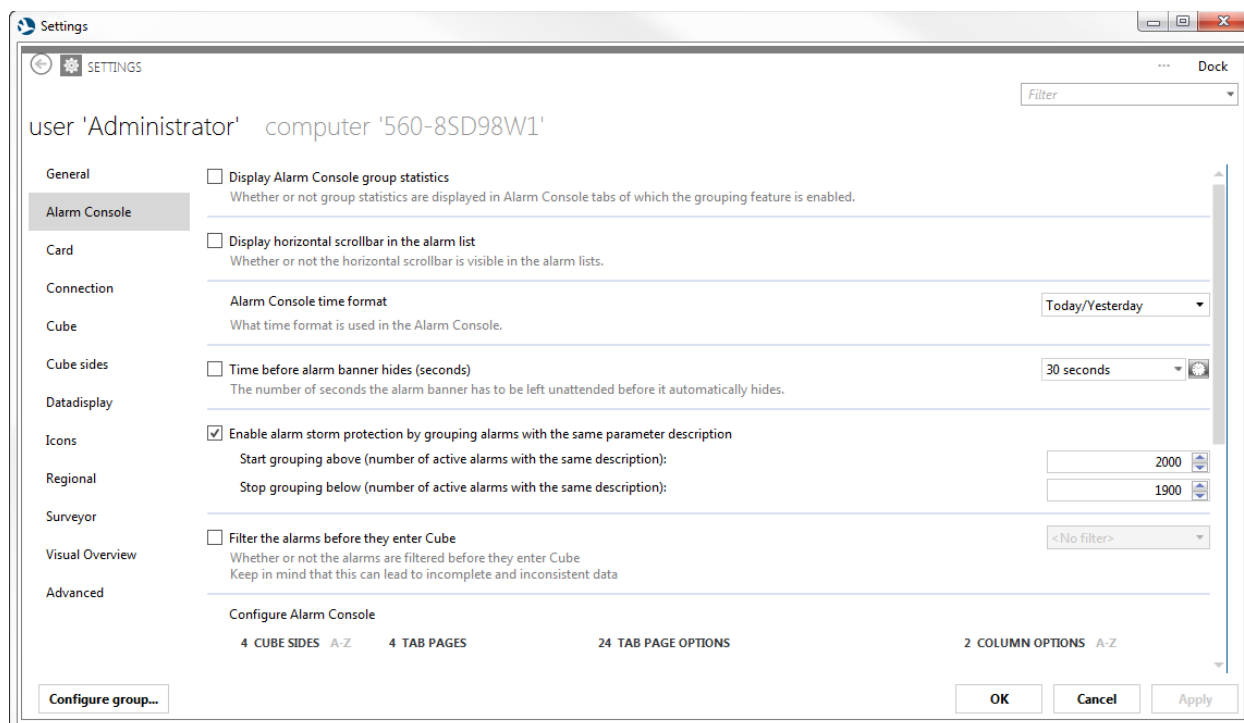 Settings
SETTINGS
... Dock
Filter
user 'Administrator' computer '560-8SD98W1'
General
Alarm Console
Card
Connection
Cube
Cube sides
Datadisplay
Icons
Regional
Surveyor
Visual Overview
Advanced
Display Alarm Console group statistics
Whether or not group statistics are displayed in Alarm Console tabs of which the grouping feature is enabled.
Display horizontal scrollbar in the alarm list
Whether or not the horizontal scrollbar is visible in the alarm lists.
Alarm Console time format
Today/Yesterday
What time format is used in the Alarm Console.
Time before alarm banner hides (seconds)
30 seconds
The number of seconds the alarm banner has to be left unattended before it automatically hides.
Enable alarm storm protection by grouping alarms with the same parameter description
Start grouping above (number of active alarms with the same description): 2000
Stop grouping below (number of active alarms with the same description): 1900
Filter the alarms before they enter Cube
<No filter>
Whether or not the alarms are filtered before they enter Cube
Keep in mind that this can lead to incomplete and inconsistent data
Configure Alarm Console
4 CUBE SIDES A-Z 4 TAB PAGES 24 TAB PAGE OPTIONS 2 COLUMN OPTIONS A-Z
Configure group... OK Cancel Apply